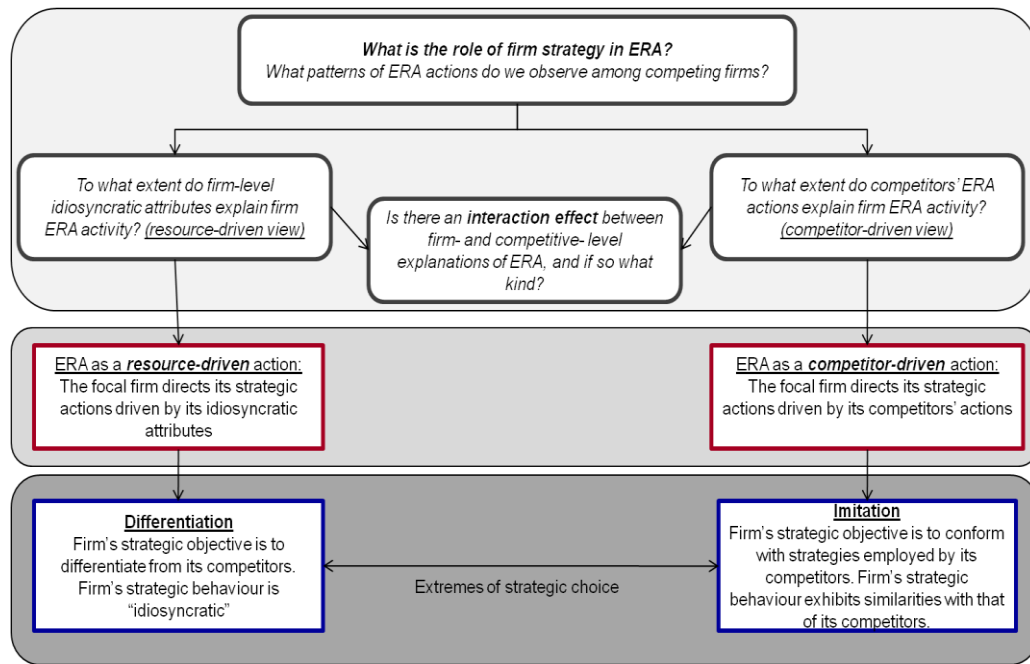 What is the role of firm strategy in ERA?
What patterns of ERA actions do we observe among competing firms?
To what extent do firm-level
idiosyncratic attributes explain firm
ERA activity? (resource-driven view)
Is there an interaction effect between
firm- and competitive- level
explanations of ERA, and if so what
kind?
To what extent do competitors’ ERA
actions explain firm ERA activity?
(competitor-driven view)
ERA as a resource-driven action:
The focal firm directs its strategic
actions driven by its idiosyncratic
attributes
ERA as a competitor-driven action:
The focal firm directs its strategic
actions driven by its competitors’ actions
Differentiation
Firm’s strategic objective is to
differentiate from its competitors.
Firm’s strategic behaviour is
“idiosyncratic”
Extremes of strategic choice
Imitation
Firm’s strategic objective is to conform
with strategies employed by its
competitors. Firm’s strategic
behaviour exhibits similarities with that
of its competitors.